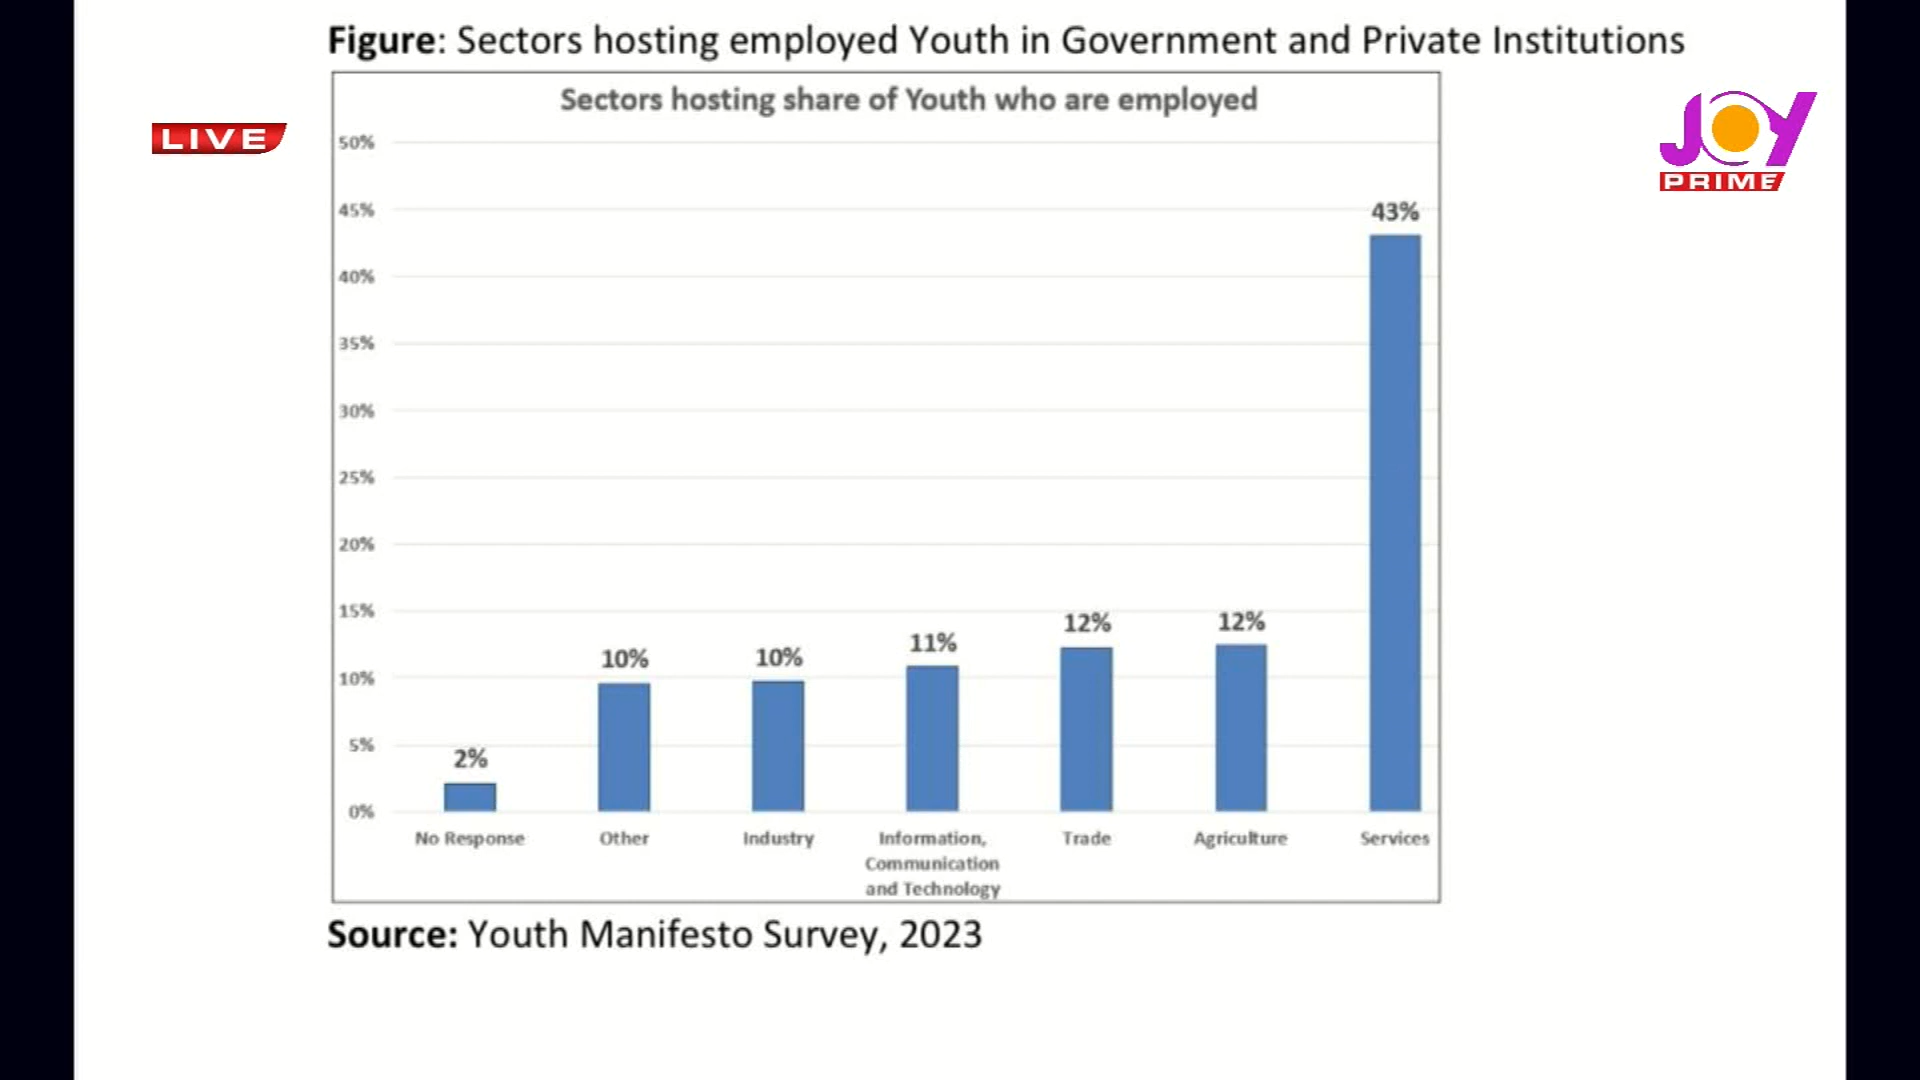 Figure: Sectors hosting employed Youth in Government and Private Institutions
Sectors hosting share of Youth who are employed
LIVE
JOY
PRIME
50%
45%
43%
40%
35%
30%
25%
20%
15%
12%
12%
11%
10%
10%
10%
5%
2%
0%
No Response
Other
Industry
Information,
Communication
and Technology
Trade
Agriculture
Services
Source: Youth Manifesto Survey, 2023